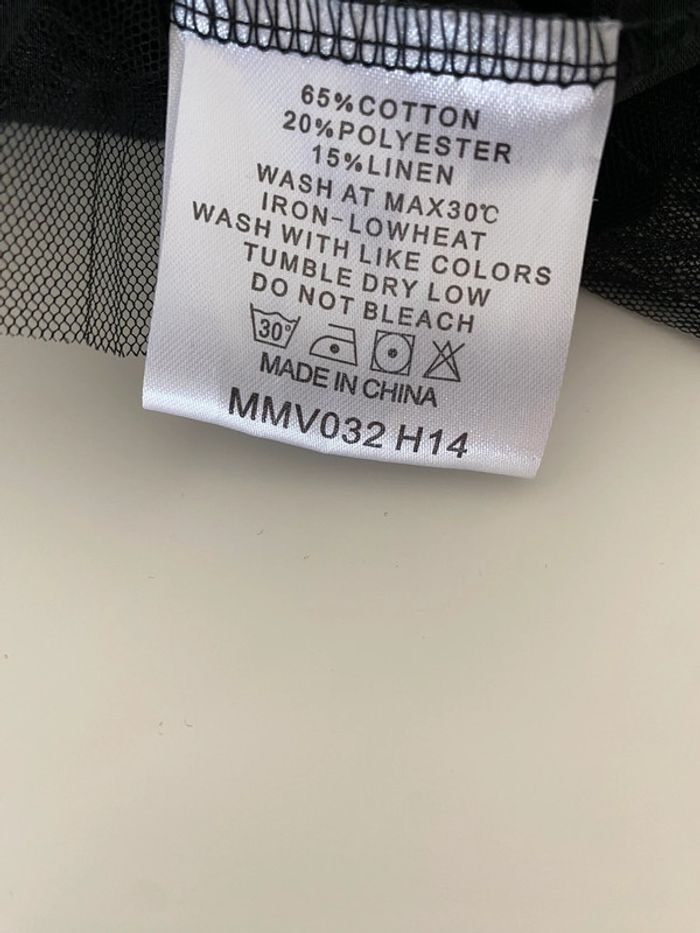 65%COTTON
20%POLYESTER
15%LINEN
WASH AT MAX30℃
IRON-LOWHEAT
WASH WITH LIKE COLORS
TUMBLE DRY LOW
DO NOT BLEACH
30°
MADE IN CHINA
MMV032 H14